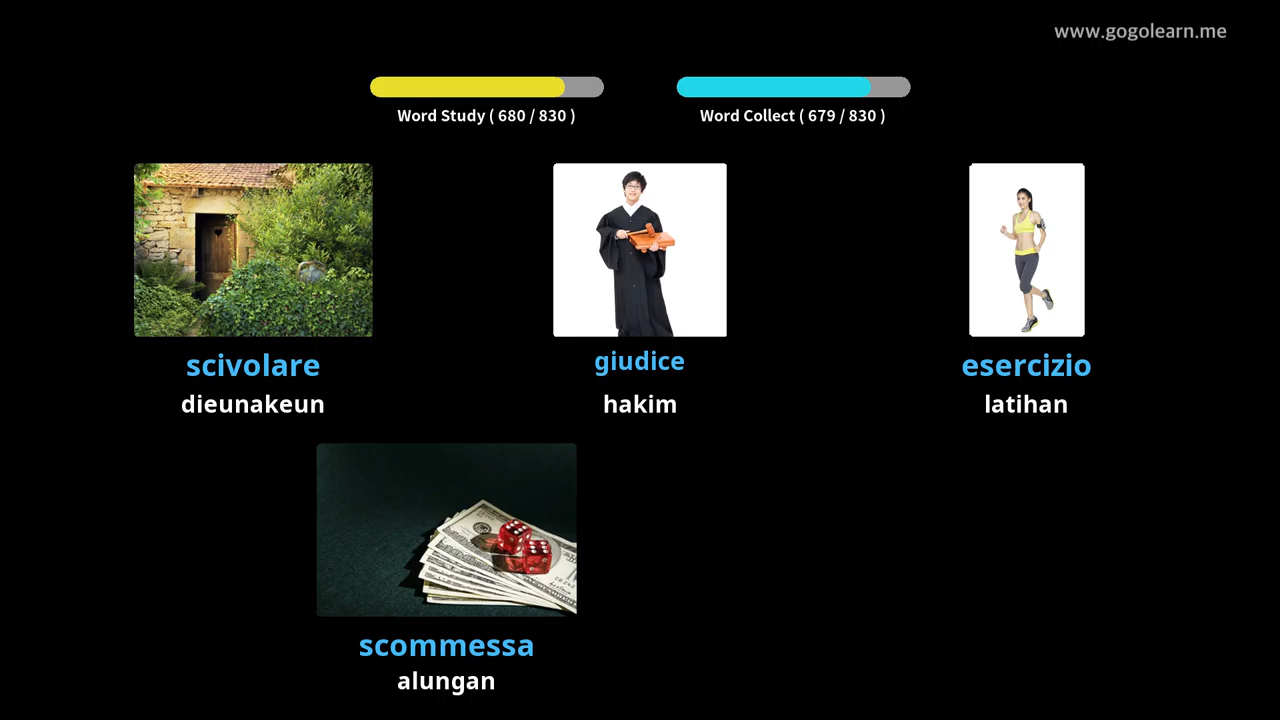 www.gogolearn.me
Word Study ( 680 / 830 )
Word Collect ( 679 / 830 )
scivolare
dieunakeun
giudice
hakim
esercizio
latihan
scommessa
alungan